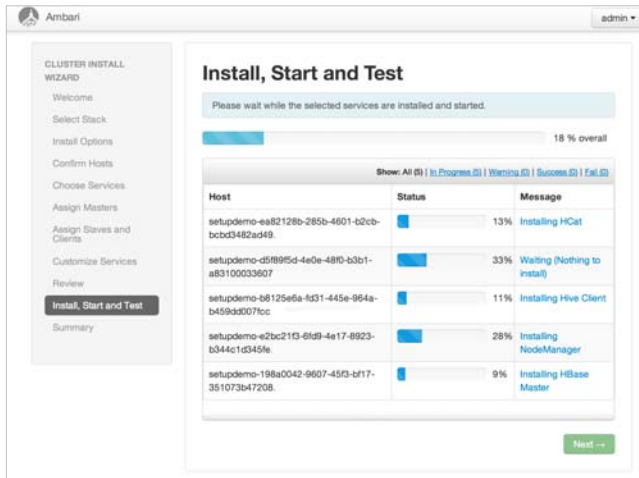 Ambari
admin
CLUSTER INSTALL
WIZARD
Welcome
Select Stack
Install Options
Confirm Hosts
Choose Services
Assign Masters
Assign Slaves and
Clients
Customize Services
Review
Install, Start and Test
Summary
Install, Start and Test
Please wait while the selected services are installed and started.
18 % overall
Show: All (5) | In Progress (5) | Warning (0) | Success (0) | Fail (0)
Host Status Message
setupdemo-ea82128b-285b-4601-b2cb- 13% Installing HCat
bcbd3482ad49.
setupdemo-d5f89f5d-4e0e-48f0-b3b1- 33% Waiting (Nothing to
a83100033607 install)
setupdemo-b8125e6a-fd31-445e-964a- 11% Installing Hive Client
b459dd007fcc
setupdemo-e2bc21f3-6fd9-4e17-8923- 28% Installing
b344c1d345fe. NodeManager
setupdemo-198a0042-9607-45f3-bf17- 9% Installing HBase
351073b47208. Master
Next →